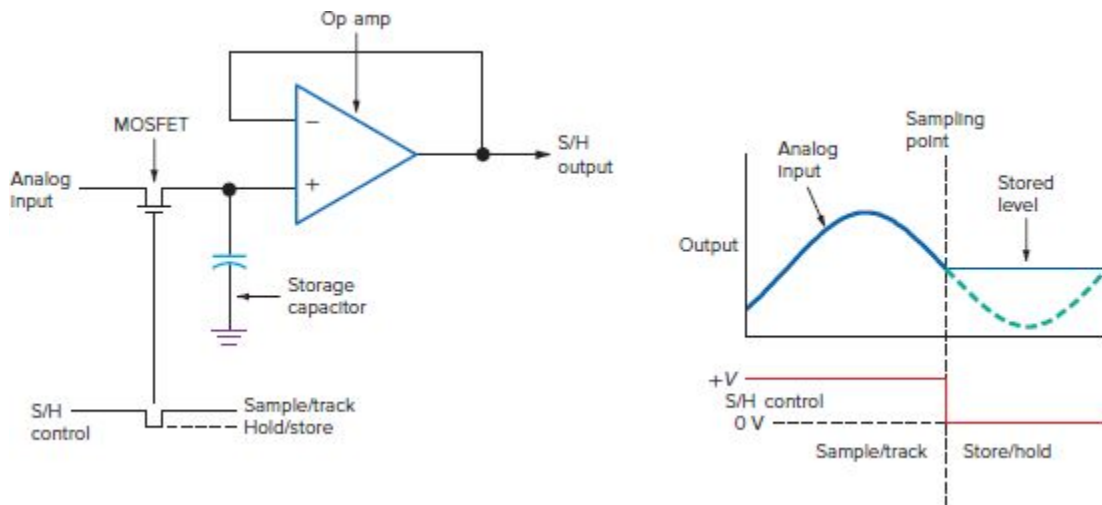 Op amp
MOSFET
−
+
S/H
output
Analog
input
Storage
capacitor
S/H
control
Sample/track
Hold/store
Sampling
point
Analog
input
Stored
level
Output
+V
S/H control
0 V
Sample/track
Store/hold